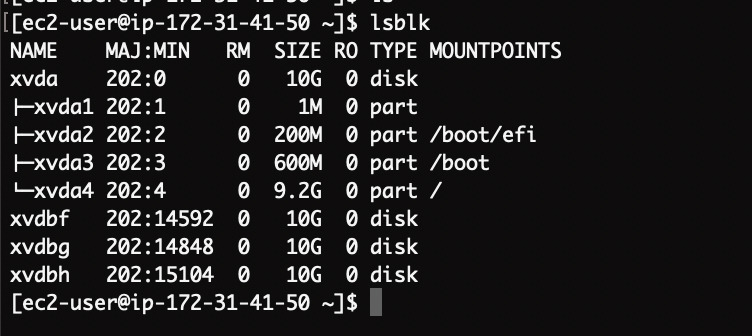 [[ec2-user@ip-172-31-41-50 ~]$ lsblk
NAME    MAJ:MIN   RM  SIZE RO TYPE MOUNTPOINTS
xvda    202:0      0   10G  0 disk
├─xvda1 202:1      0    1M  0 part
├─xvda2 202:2      0  200M  0 part /boot/efi
├─xvda3 202:3      0  600M  0 part /boot
└─xvda4 202:4      0  9.2G  0 part /
xvdbf   202:14592  0   10G  0 disk
xvdbg   202:14848  0   10G  0 disk
xvdbh   202:15104  0   10G  0 disk
[ec2-user@ip-172-31-41-50 ~]$